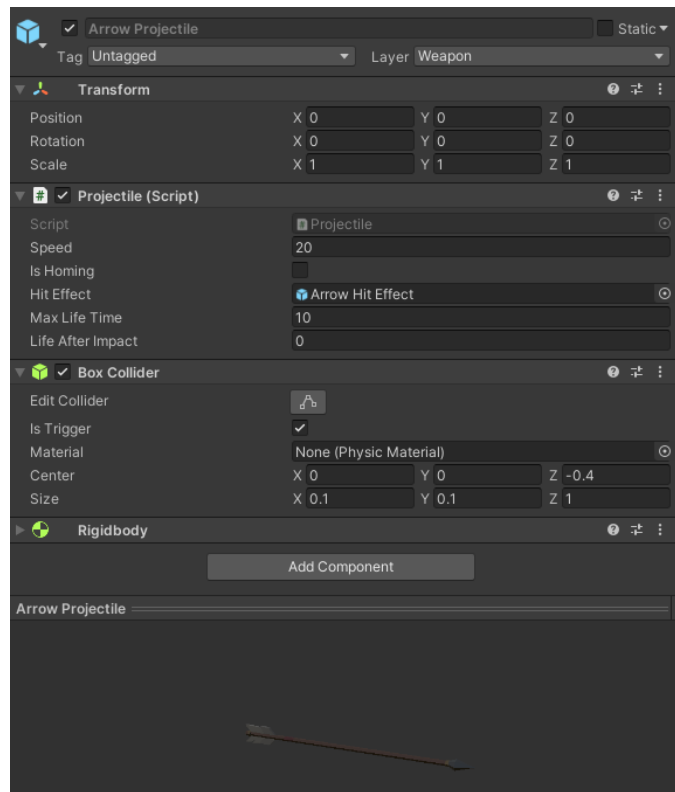 Arrow Projectile Static
Tag Untagged Layer Weapon
Transform
Position X 0 Y 0 Z 0
Rotation X 0 Y 0 Z 0
Scale X 1 Y 1 Z 1
# Projectile (Script)
Script Projectile
Speed 20
Is Homing
Hit Effect Arrow Hit Effect
Max Life Time 10
Life After Impact 0
Box Collider
Edit Collider
Is Trigger
Material None (Physic Material)
Center X 0 Y 0 Z -0.4
Size X 0.1 Y 0.1 Z 1
Rigidbody
Add Component
Arrow Projectile